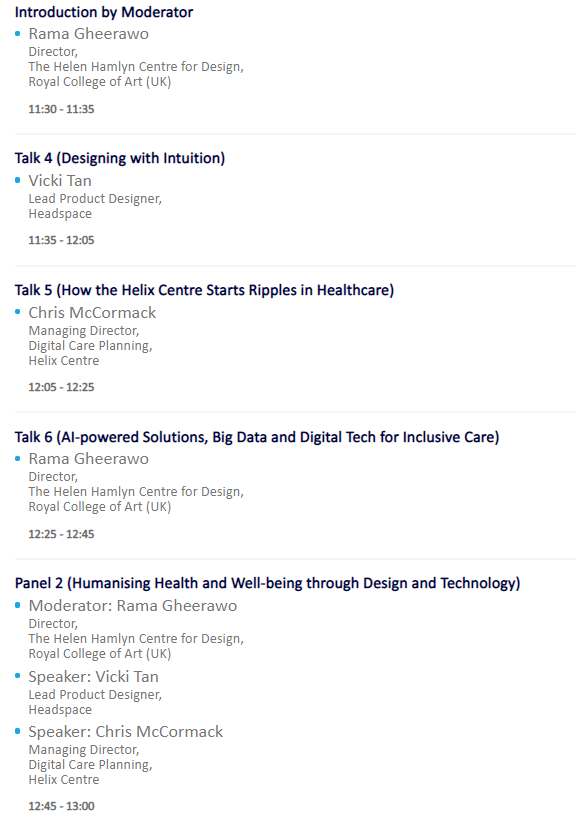 Introduction by Moderator
Rama Gheerawo
Director,
The Helen Hamlyn Centre for Design,
Royal College of Art (UK)
11:30 - 11:35
Talk 4 (Designing with Intuition)
Vicki Tan
Lead Product Designer,
Headspace
11:35 - 12:05
Talk 5 (How the Helix Centre Starts Ripples in Healthcare)
Chris McCormack
Managing Director,
Digital Care Planning,
Helix Centre
12:05 - 12:25
Talk 6 (AI-powered Solutions, Big Data and Digital Tech for Inclusive Care)
Rama Gheerawo
Director,
The Helen Hamlyn Centre for Design,
Royal College of Art (UK)
12:25 - 12:45
Panel 2 (Humanising Health and Well-being through Design and Technology)
Moderator: Rama Gheerawo
Director,
The Helen Hamlyn Centre for Design,
Royal College of Art (UK)
Speaker: Vicki Tan
Lead Product Designer,
Headspace
Speaker: Chris McCormack
Managing Director,
Digital Care Planning,
Helix Centre
12:45 - 13:00